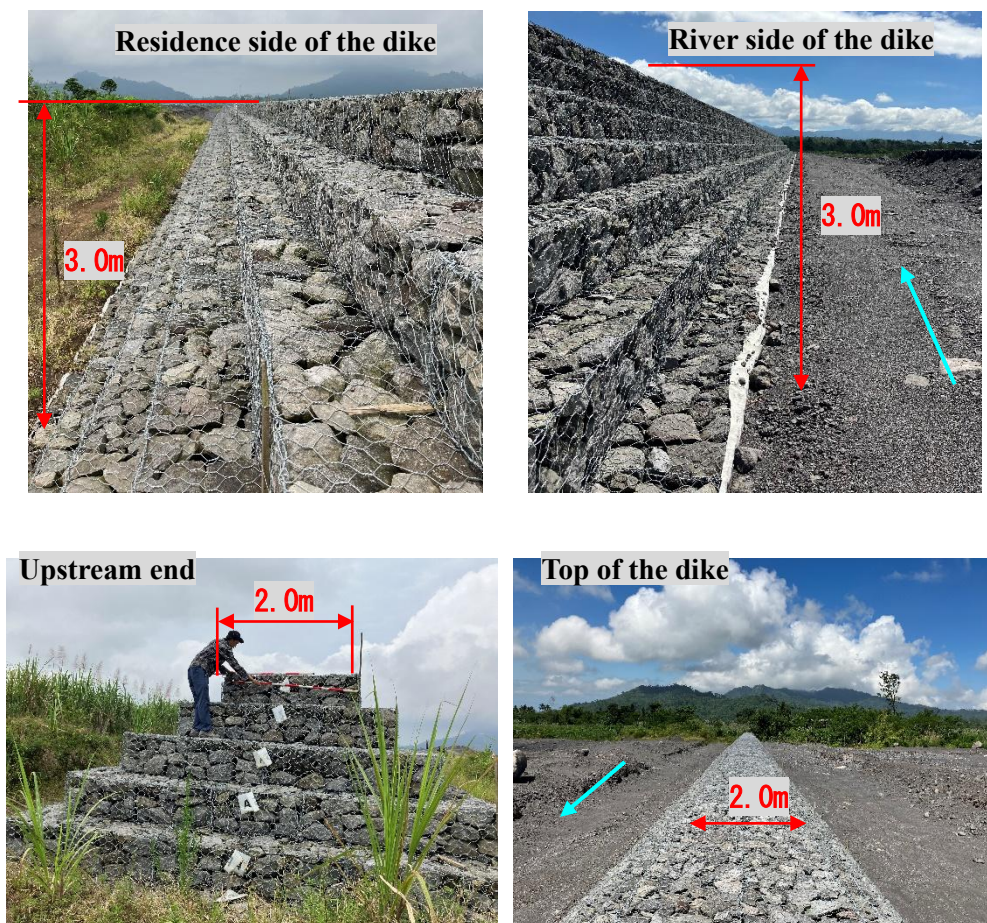 Residence side of the dike
River side of the dike
3.0m
3.0m
Upstream end
Top of the dike
2.0m
2.0m
A
A
A